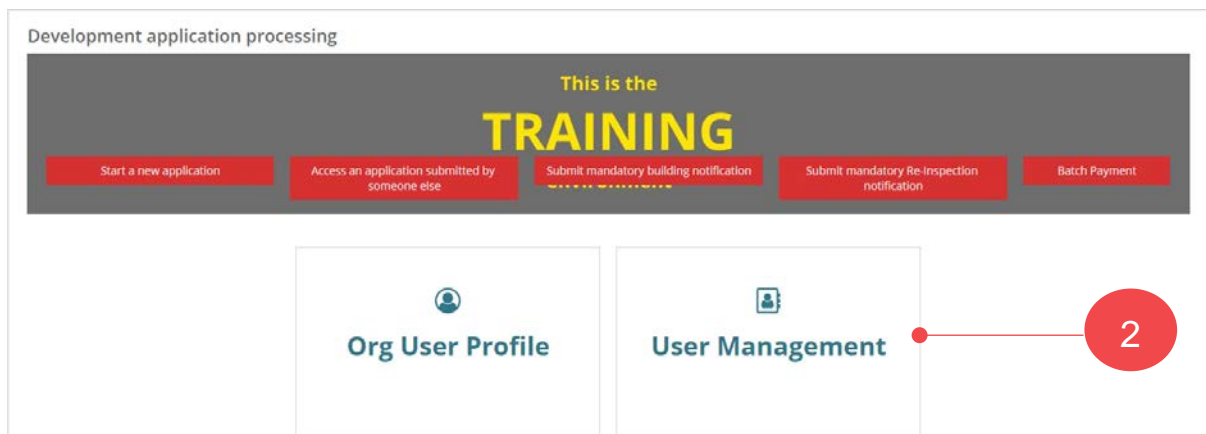 Development application processing
This is the
TRAINING
environment
Start a new application
Access an application submitted by
someone else
Submit mandatory building notification
Submit mandatory Re-Inspection
notification
Batch Payment
Org User Profile
User Management
2